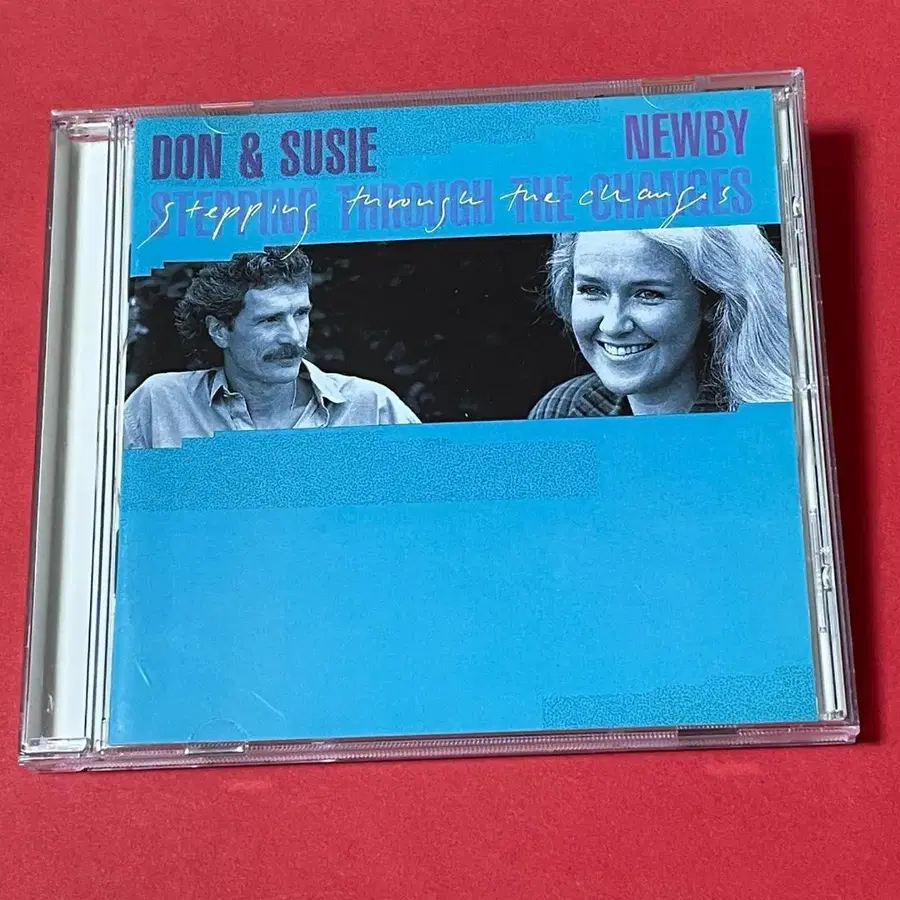 DON & SUSIE NEWBY
STEPPING THROUGH THE CHANGES
stepping through the changes